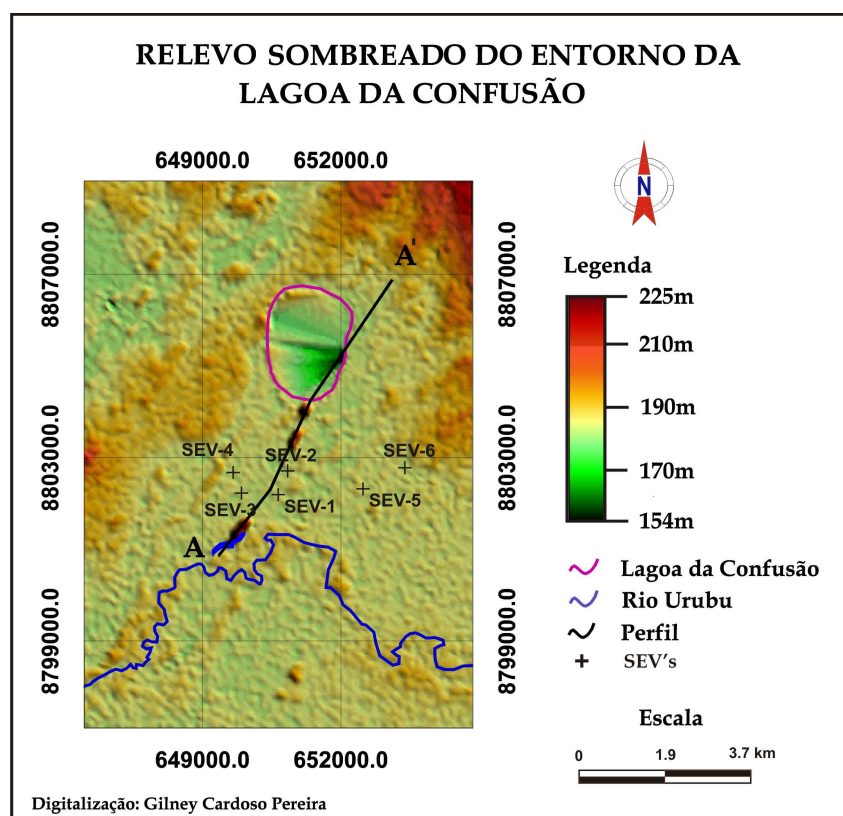 RELEVO SOMBREADO DO ENTORNO DA
LAGOA DA CONFUSÃO
649000.0 652000.0
N
8807000.0 8807000.0
A'
Legenda
225m
210m
190m
170m
154m
8803000.0 8803000.0
SEV-4 SEV-2 SEV-6
SEV-3 SEV-1 SEV-5
A
8799000.0 8799000.0
Lagoa da Confusão
Rio Urubu
Perfil
SEV's
649000.0 652000.0
Escala
0 1.9 3.7 km
Digitalização: Gilney Cardoso Pereira